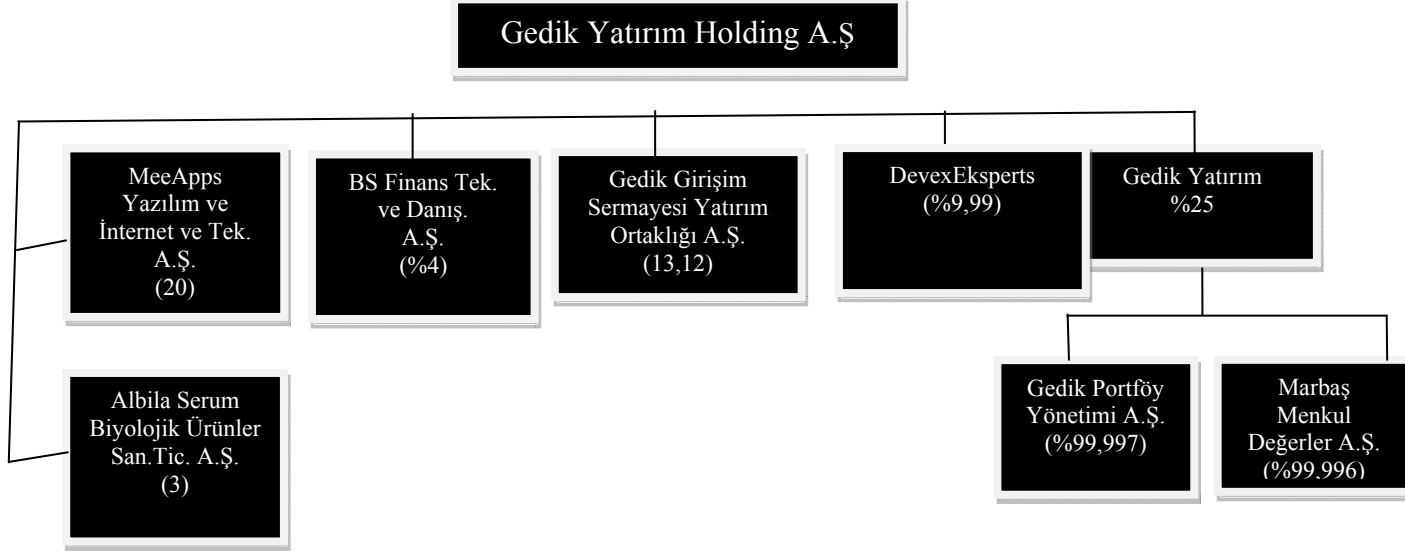 Gedik Yatırım Holding A.Ş
MeeApps
Yazılım ve
İnternet ve Tek.
A.Ş.
(20)
BS Finans Tek.
ve Danış.
A.Ş.
(%4)
Gedik Girişim
Sermayesi Yatırım
Ortaklığı A.Ş.
(13,12)
DevexEksperts
(%9,99)
Gedik Yatırım
%25
Albila Serum
Biyolojik Ürünler
San.Tic. A.Ş.
(3)
Gedik Portföy
Yönetimi A.Ş.
(%99,997)
Marbaş
Menkul
Değerler A.Ş.
(%99,996)